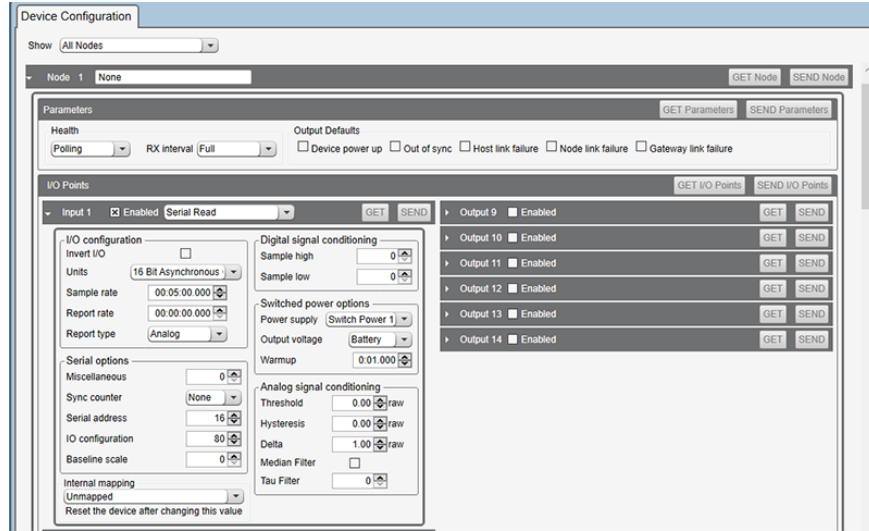 Device Configuration
Show All Nodes
Node 1 None GET Node SEND Node
Parameters GET Parameters SEND Parameters
Health Output Defaults
Polling RX interval Full Device power up Out of sync Host link failure Node link failure Gateway link failure
I/O Points GET I/O Points SEND I/O Points
Input 1 Enabled Serial Read GET SEND
I/O configuration
Invert I/O
Units 16 Bit Asynchronous
Sample rate 00:05:00.000
Report rate 00:00:00.000
Report type Analog
Serial options
Miscellaneous 0
Sync counter None
Serial address 16
IO configuration 80
Baseline scale 0
Internal mapping
Unmapped
Reset the device after changing this value
Digital signal conditioning
Sample high 0
Sample low 0
Switched power options
Power supply Switch Power 1
Output voltage Battery
Warmup 0:01.000
Analog signal conditioning
Threshold 0.00 raw
Hysteresis 0.00 raw
Delta 1.00 raw
Median Filter
Tau Filter 0
Output 9 Enabled GET SEND
Output 10 Enabled GET SEND
Output 11 Enabled GET SEND
Output 12 Enabled GET SEND
Output 13 Enabled GET SEND
Output 14 Enabled GET SEND